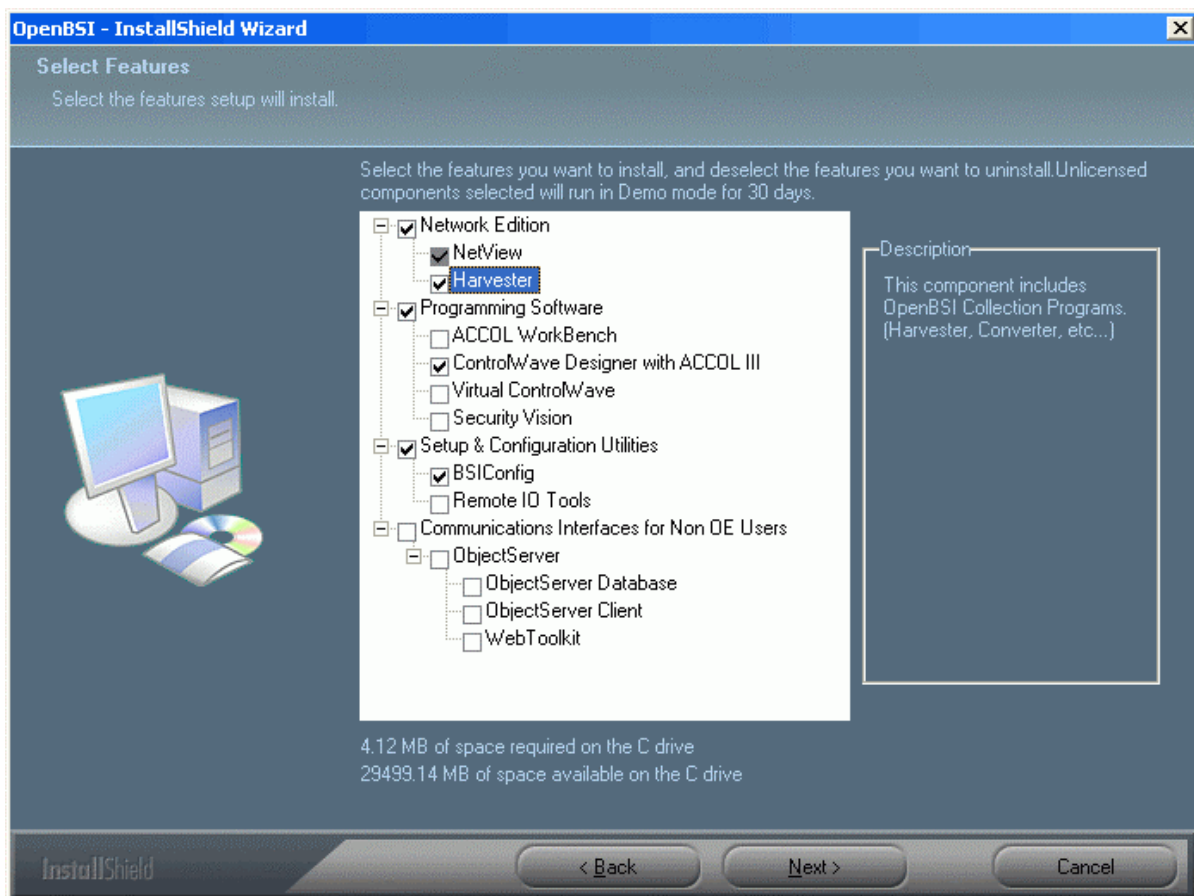 OpenBSI - InstallShield Wizard
Select Features
Select the features setup will install.
Select the features you want to install, and deselect the features you want to uninstall.Unlicensed
components selected will run in Demo mode for 30 days.
Network Edition
NetView
Harvester
Programming Software
ACCOL WorkBench
ControlWave Designer with ACCOL III
Virtual ControlWave
Security Vision
Setup & Configuration Utilities
BSIConfig
Remote IO Tools
Communications Interfaces for Non OE Users
ObjectServer
ObjectServer Database
ObjectServer Client
WebToolkit
Description
This component includes
OpenBSI Collection Programs.
(Harvester, Converter, etc...)
4.12 MB of space required on the C drive
29499.14 MB of space available on the C drive
InstallShield
< Back
Next >
Cancel